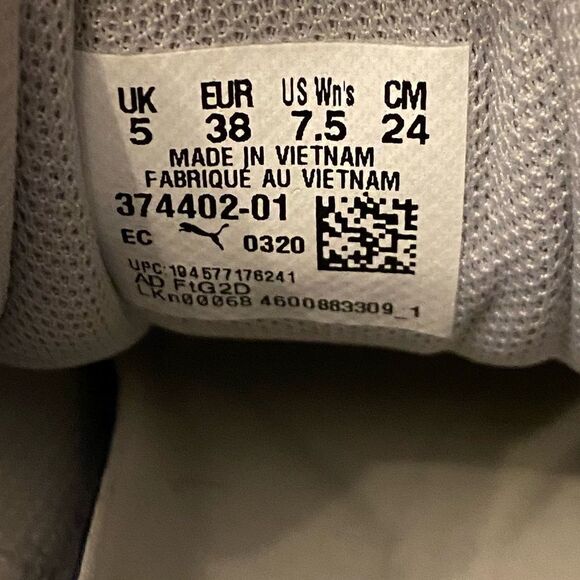 UK EUR US Wn's CM
5 38 7.5 24
MADE IN VIETNAM
FABRIQUE AU VIETNAM
374402-01
EC 0320
UPC:194577176241
AD FtG2D
LKn00068 4600883309_1